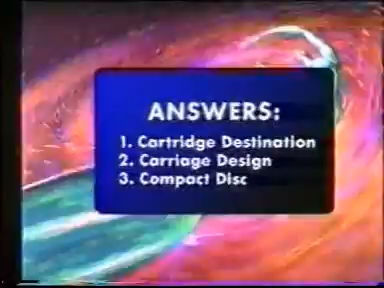 ANSWERS:
1. Cartridge Destination
2. Carriage Design
3. Compact Disc